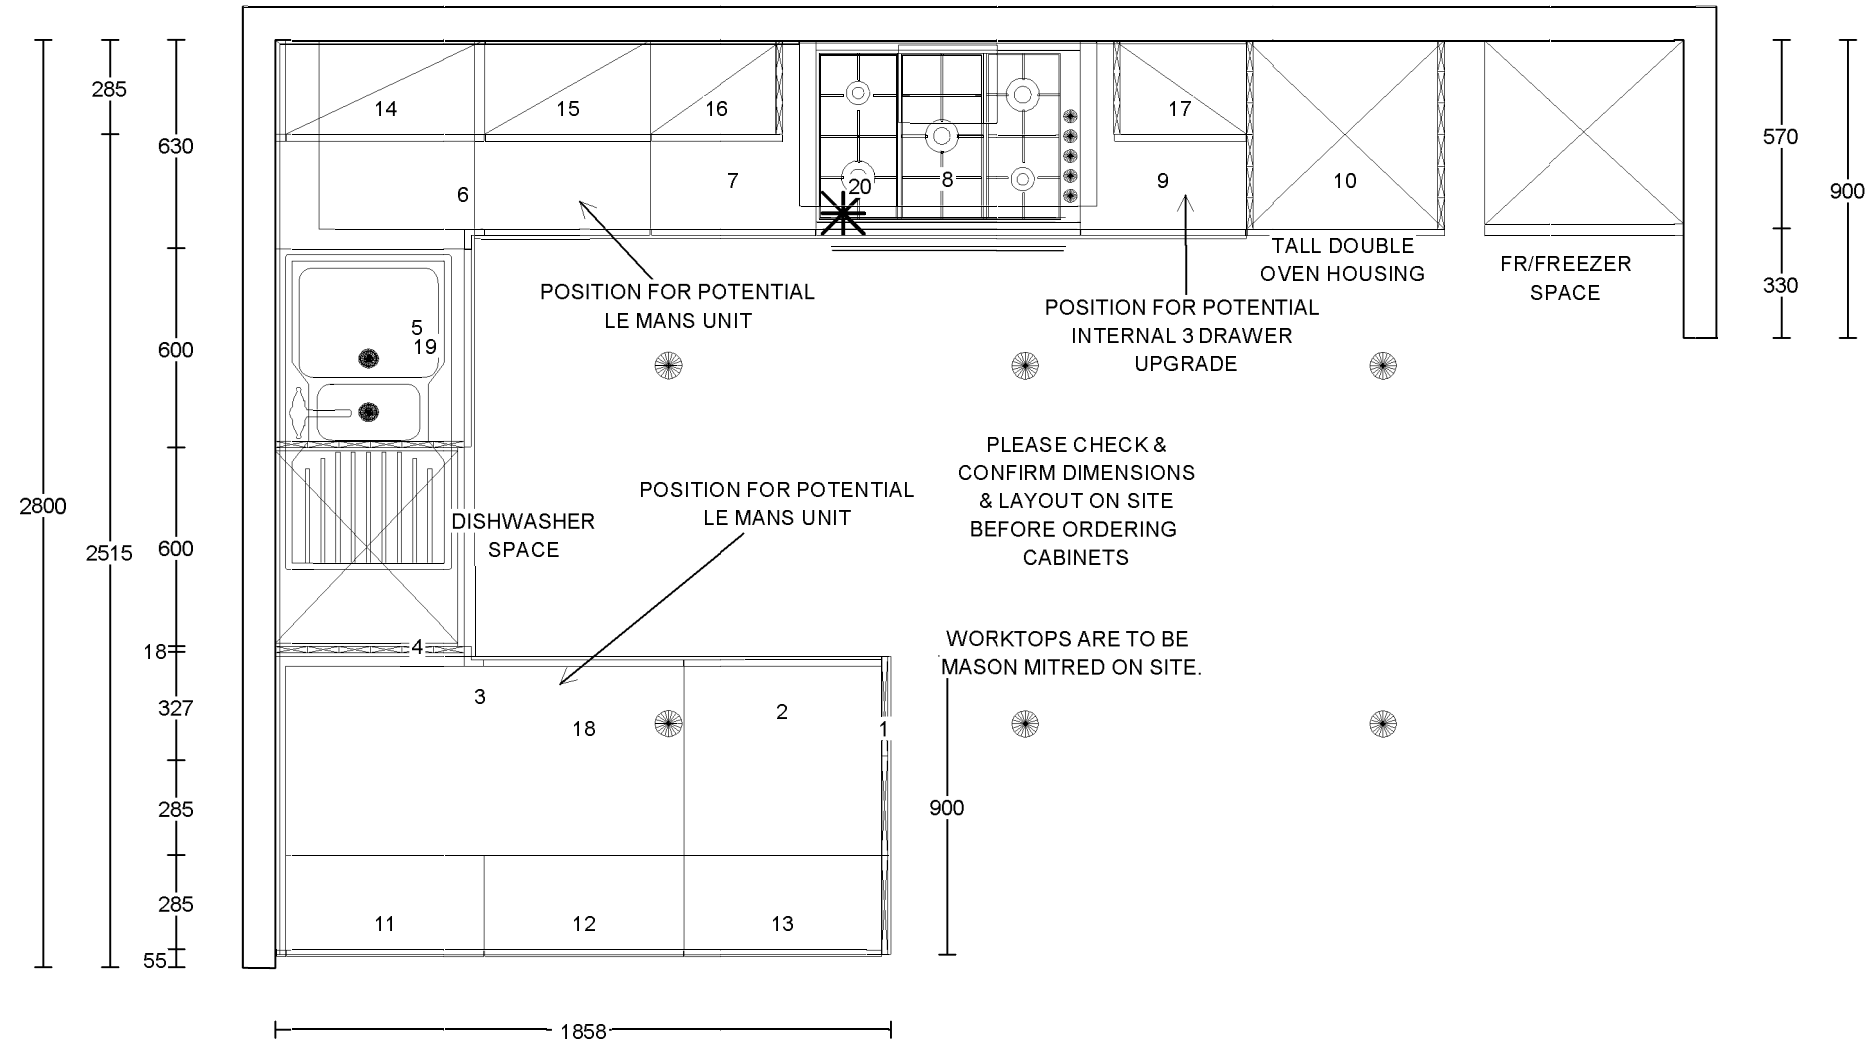 285
630
2800
2515
600
600
18
327
285
285
55
14
15
16
6
7
20
8
17
9
10
570
900
330
TALL DOUBLE
OVEN HOUSING
FR/FREEZER
SPACE
POSITION FOR POTENTIAL
LE MANS UNIT
POSITION FOR POTENTIAL
INTERNAL 3 DRAWER
UPGRADE
5
19
PLEASE CHECK &
CONFIRM DIMENSIONS
& LAYOUT ON SITE
BEFORE ORDERING
CABINETS
POSITION FOR POTENTIAL
LE MANS UNIT
DISHWASHER
SPACE
4
WORKTOPS ARE TO BE
MASON MITRED ON SITE.
3
18
2
1
900
11
12
13
1858